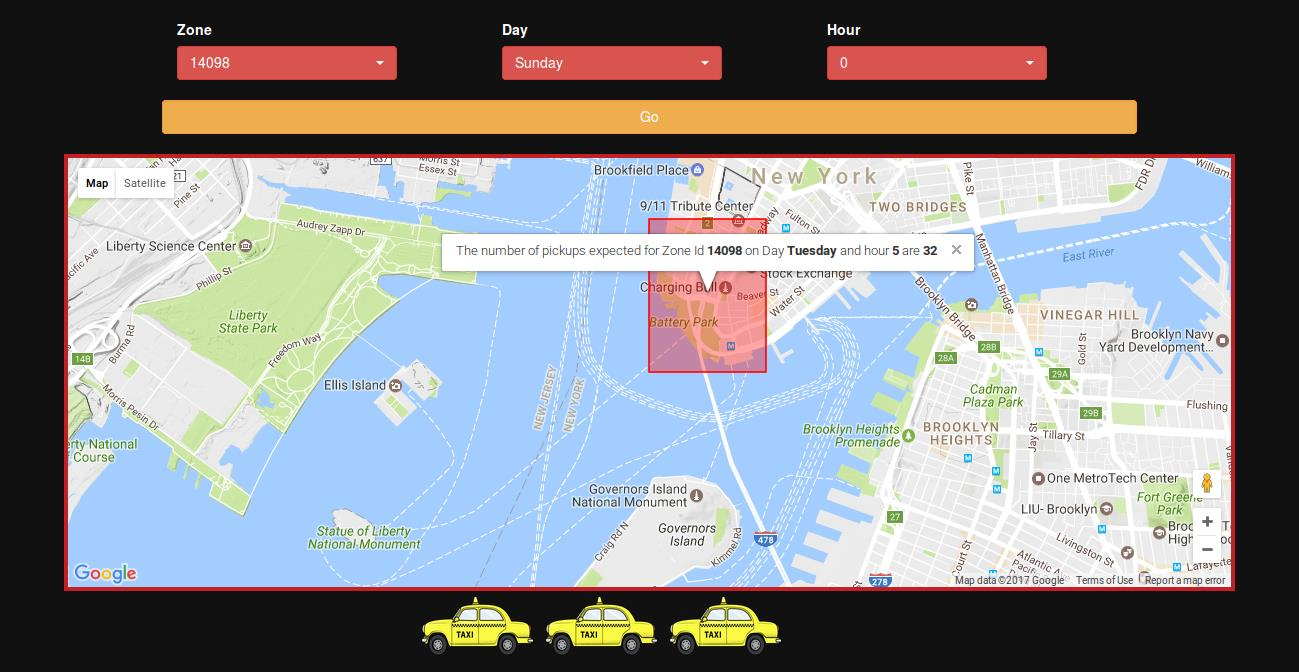 Zone
Day
Hour
14098
Sunday
0
Go
Map
Satellite
637
Morris St
Essex St
21
Pine St
Brookfield Place
New York
Pike St
FDR Dr
Williams
9/11 Tribute Center
TWO BRIDGES
Audrey Zapp Dr
2
Fulton St
Liberty Science Center
The number of pickups expected for Zone Id 14098 on Day Tuesday and hour 5 are 32
East River
Manhattan Bridge
Phillip St
Stock Exchange
Charging Bull
Beaver St
Water St
Brooklyn Bridge
Liberty
State Park
Battery Park
VINEGAR HILL
Burma Rd
Freedom Way
Brooklyn Navy
Yard Development...
Gold St
14B
28A
28B
29A
Ellis Island
NEW JERSEY
NEW YORK
Cadman
Plaza Park
Morris Pesin Dr
29B
Flushing
Brooklyn Heights
Promenade
BROOKLYN
HEIGHTS
Jay St
Tillary St
erty National
Course
One MetroTech Center
Governors Island
National Monument
Fort Greene
Park
LIU- Brooklyn
27
Statue of Liberty
National Monument
Craig Rd N
Governors
Island
Kimmel Rd
478
Court St
Livingston St
Atlantic
Lafayette
278
Google
Map data ©2017 Google
Terms of Use
Report a map error
TAXI
TAXI
TAXI